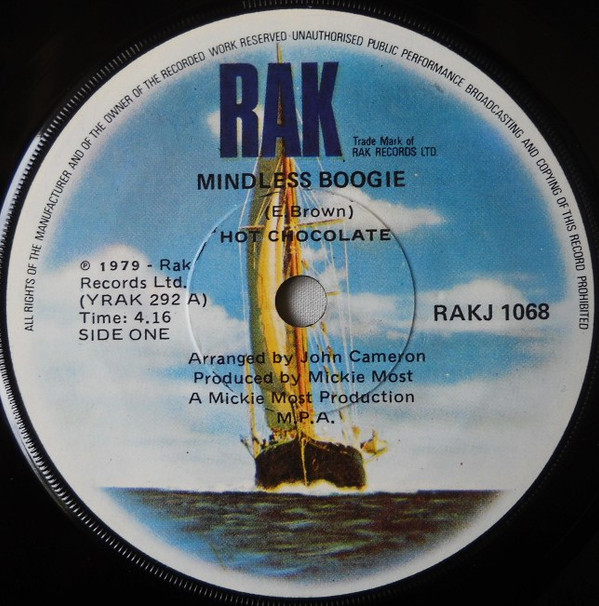 ALL RIGHTS OF THE MANUFACTURER AND OF THE OWNER OF THE RECORDED WORK RESERVED · UNAUTHORISED PUBLIC PERFORMANCE BROADCASTING AND COPYING OF THIS RECORD PROHIBITED
RAK
Trade Mark of
RAK RECORDS LTD.
MINDLESS BOOGIE
(E.Brown)
HOT CHOCOLATE
℗ 1979 - Rak
Records Ltd.
(YRAK 292 A)
Time: 4.16
SIDE ONE
RAKJ 1068
Arranged by John Cameron
Produced by Mickie Most
A Mickie Most Production
M.P.A.